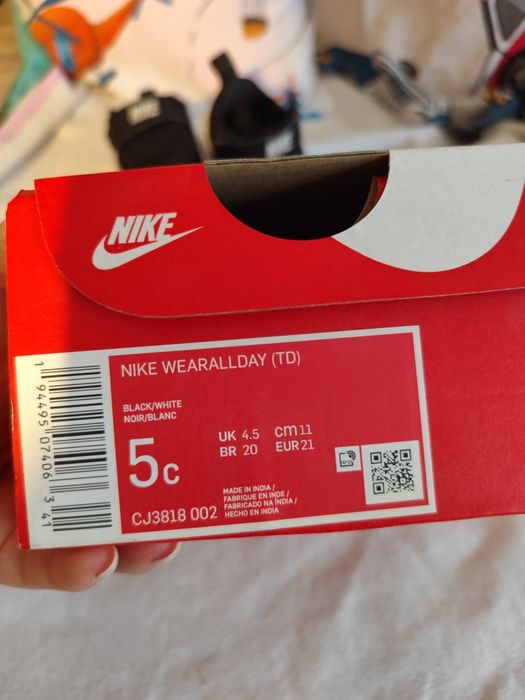 NIKE
NIKE
NIKE WEARALLDAY (TD)
BLACK/WHITE
NOIR/BLANC
5C
UK 4.5 cm 11
BR 20 EUR 21
MADE IN INDIA /
FABRIQUE EN INDE /
FABRICADO NA ÍNDIA /
HECHO EN INDIA
CJ3818 002
1 94495 07406 3 41